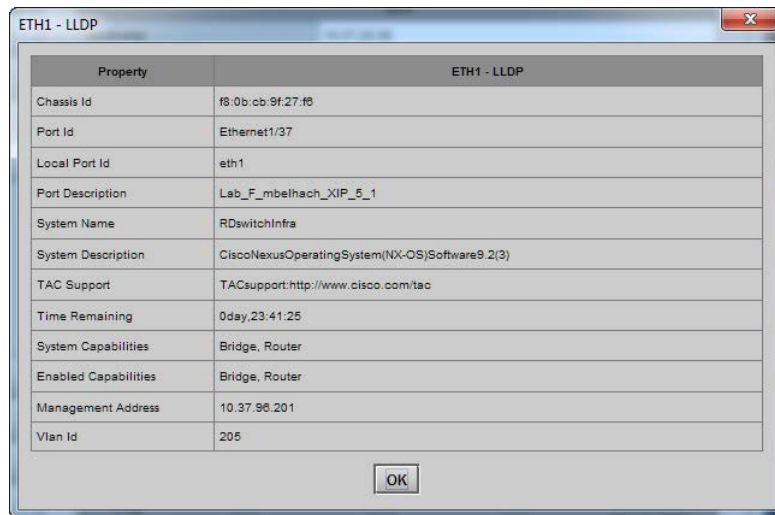 ETH1 - LLDP
Property ETH1 - LLDP
Chassis Id f8:0b:cb:9f:27:f6
Port Id Ethernet1/37
Local Port Id eth1
Port Description Lab_F_mbelhach_XIP_5_1
System Name RDswitchInfra
System Description CiscoNexusOperatingSystem(NX-OS)Software9.2(3)
TAC Support TACsupport:http://www.cisco.com/tac
Time Remaining 0day,23:41:25
System Capabilities Bridge, Router
Enabled Capabilities Bridge, Router
Management Address 10.37.96.201
Vlan Id 205
OK